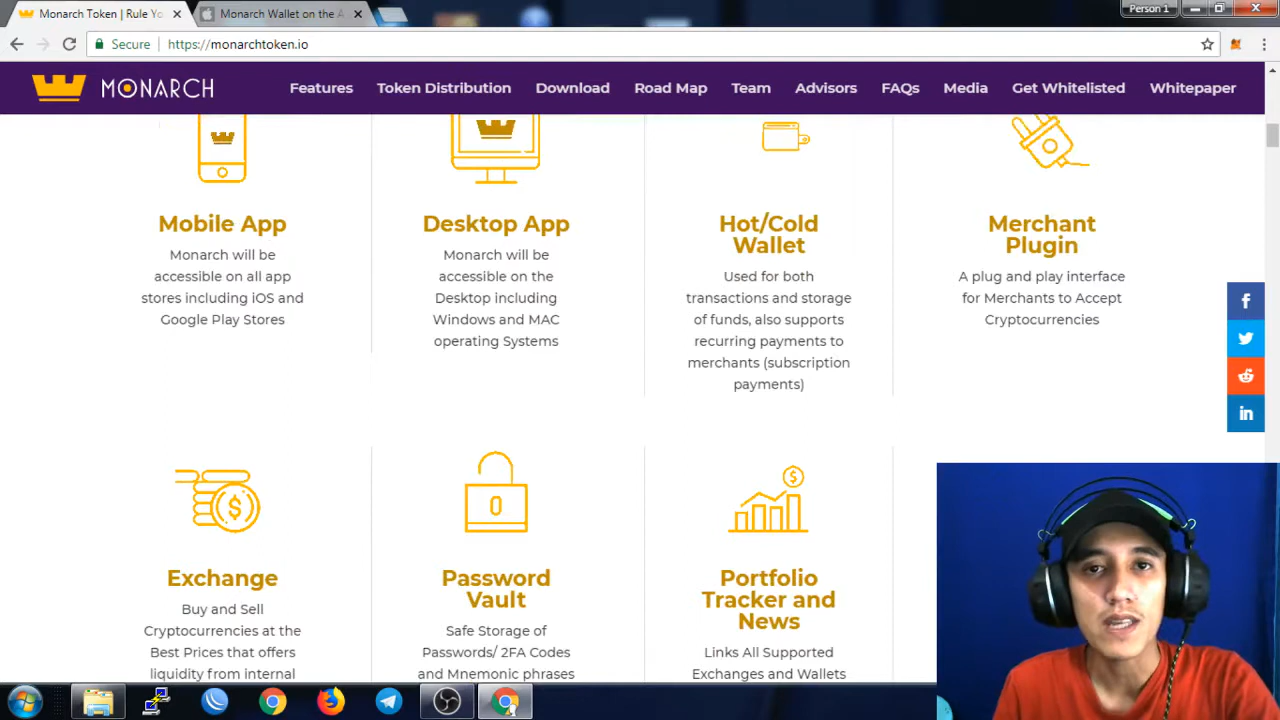 Monarch Token | Rule Yo
Monarch Wallet on the A
Person 1
Secure
https://monarchtoken.io
MONARCH
Features
Token Distribution
Download
Road Map
Team
Advisors
FAQs
Media
Get Whitelisted
Whitepaper
Mobile App
Monarch will be
accessible on all app
stores including iOS and
Google Play Stores
Desktop App
Monarch will be
accessible on the
Desktop including
Windows and MAC
operating Systems
Hot/Cold
Wallet
Used for both
transactions and storage
of funds, also supports
recurring payments to
merchants (subscription
payments)
Merchant
Plugin
A plug and play interface
for Merchants to Accept
Cryptocurrencies
Exchange
Buy and Sell
Cryptocurrencies at the
Best Prices that offers
liquidity from internal
Password
Vault
Safe Storage of
Passwords/ 2FA Codes
and Mnemonic phrases
Portfolio
Tracker and
News
Links All Supported
Exchanges and Wallets